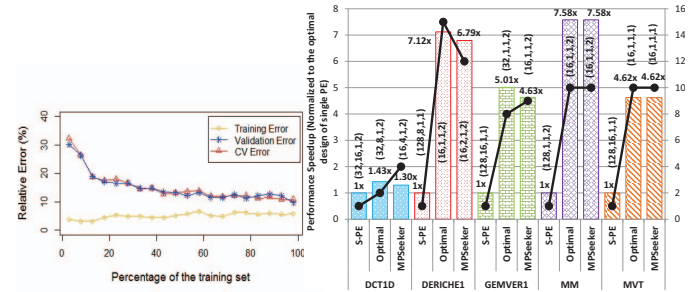 Relative Error (%)
40
30
20
10
0
Training Error
Validation Error
CV Error
0 20 40 60 80 100
Percentage of the training set
Performance Speedup (Normalized to the optimal design of single PE)
8
7
6
5
4
3
2
1
0
16
14
12
10
8
6
4
2
0
1x
1.43x
1.30x
(32,16,1,2)
(32,8,1,2)
(16,4,1,2)
1x
7.12x
6.79x
(128,8,1,1)
(16,1,1,2)
(16,2,1,2)
1x
5.01x
4.63x
(128,16,1,1)
(32,1,1,2)
(16,1,1,2)
1x
7.58x
7.58x
(128,1,1,2)
(16,1,1,2)
(16,1,1,2)
1x
4.62x
4.62x
(128,16,1,1)
(16,1,1,1)
(16,1,1,1)
S-PE
Optimal
MPSeeker
S-PE
Optimal
MPSeeker
S-PE
Optimal
MPSeeker
S-PE
Optimal
MPSeeker
S-PE
Optimal
MPSeeker
DCT1D
DERICHE1
GEMVER1
MM
MVT